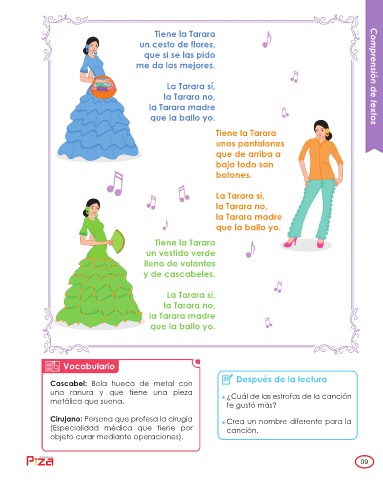 Tiene la Tarara
un cesto de flores,
que si se las pido
me da las mejores.
La Tarara sí,
la Tarara no,
la Tarara madre
que la bailo yo.
Tiene la Tarara
unos pantalones
que de arriba a
bajo todo son
botones.
La Tarara sí,
la Tarara no,
la Tarara madre
que la bailo yo.
Tiene la Tarara
un vestido verde
lleno de volantes
y de cascabeles.
La Tarara sí,
la Tarara no,
la Tarara madre
que la bailo yo.
Comprensión de textos
Vocabulario
Cascabel: Bola hueca de metal con
una ranura y que tiene una pieza
metálica que suena.
Cirujano: Persona que profesa la cirugía
(Especialidad médica que tiene por
objeto curar mediante operaciones).
Después de la lectura
• ¿Cuál de las estrofas de la canción
te gustó más?
• Crea un nombre diferente para la
canción.
Piza
09